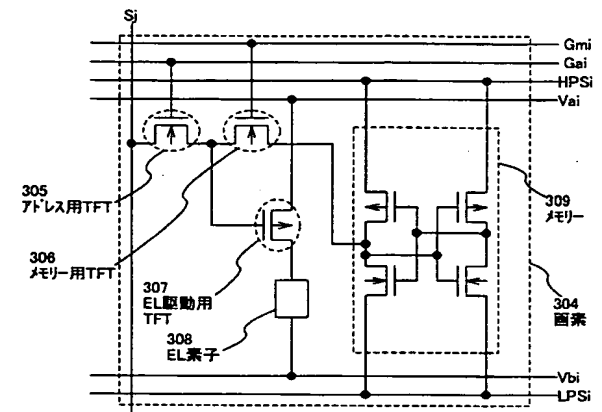 Sj
Gmi
Gai
HPSi
Vai
305
アドレス用TFT
306
メモリー用TFT
307
EL駆動用
TFT
308
EL素子
309
メモリー
304
画素
Vbi
LPSi